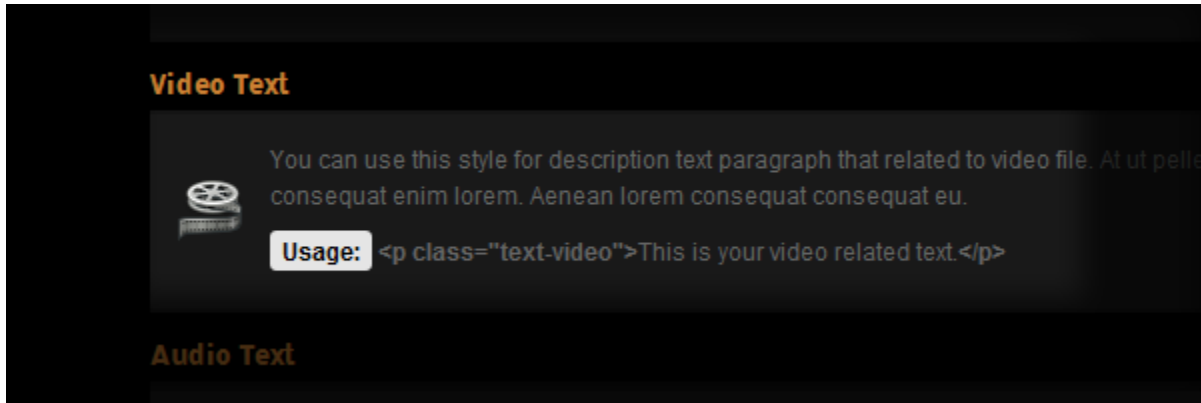 Video Text
You can use this style for description text paragraph that related to video file. At ut pelle
consequat enim lorem. Aenean lorem consequat consequat eu.
Usage: <p class="text-video">This is your video related text.</p>
Audio Text